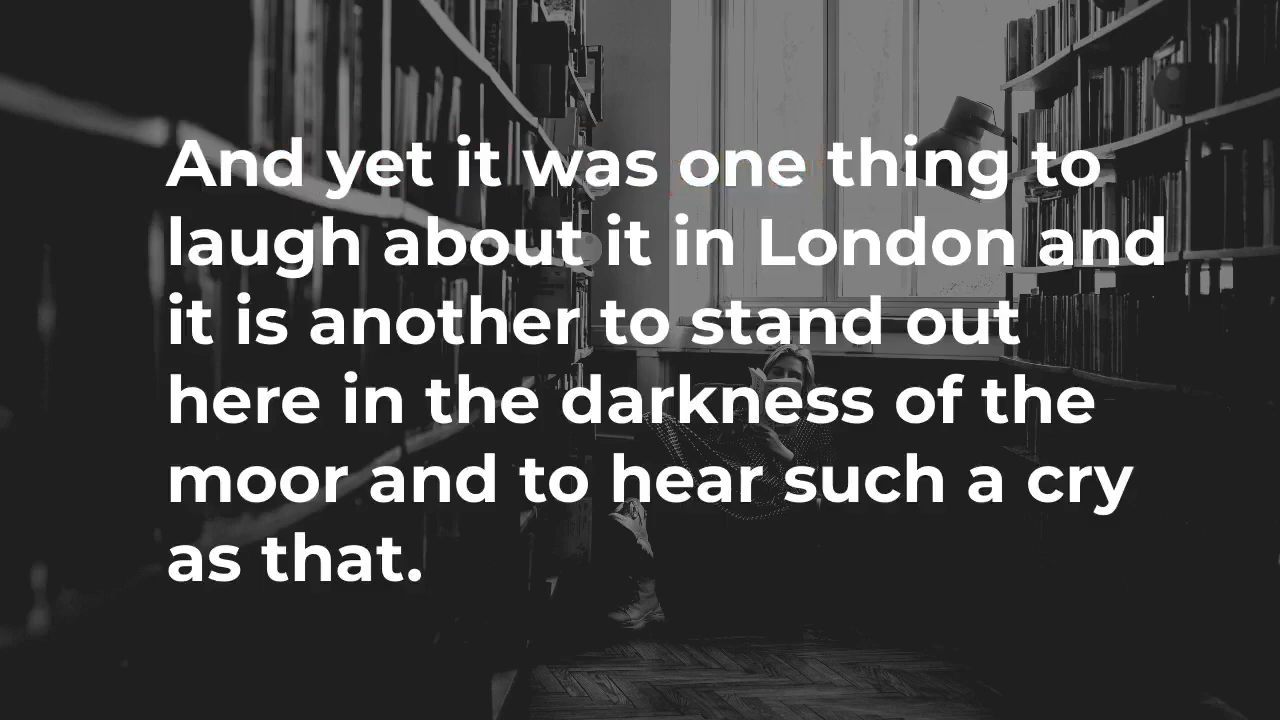 And yet it was one thing to
laugh about it in London and
it is another to stand out
here in the darkness of the
moor and to hear such a cry
as that.